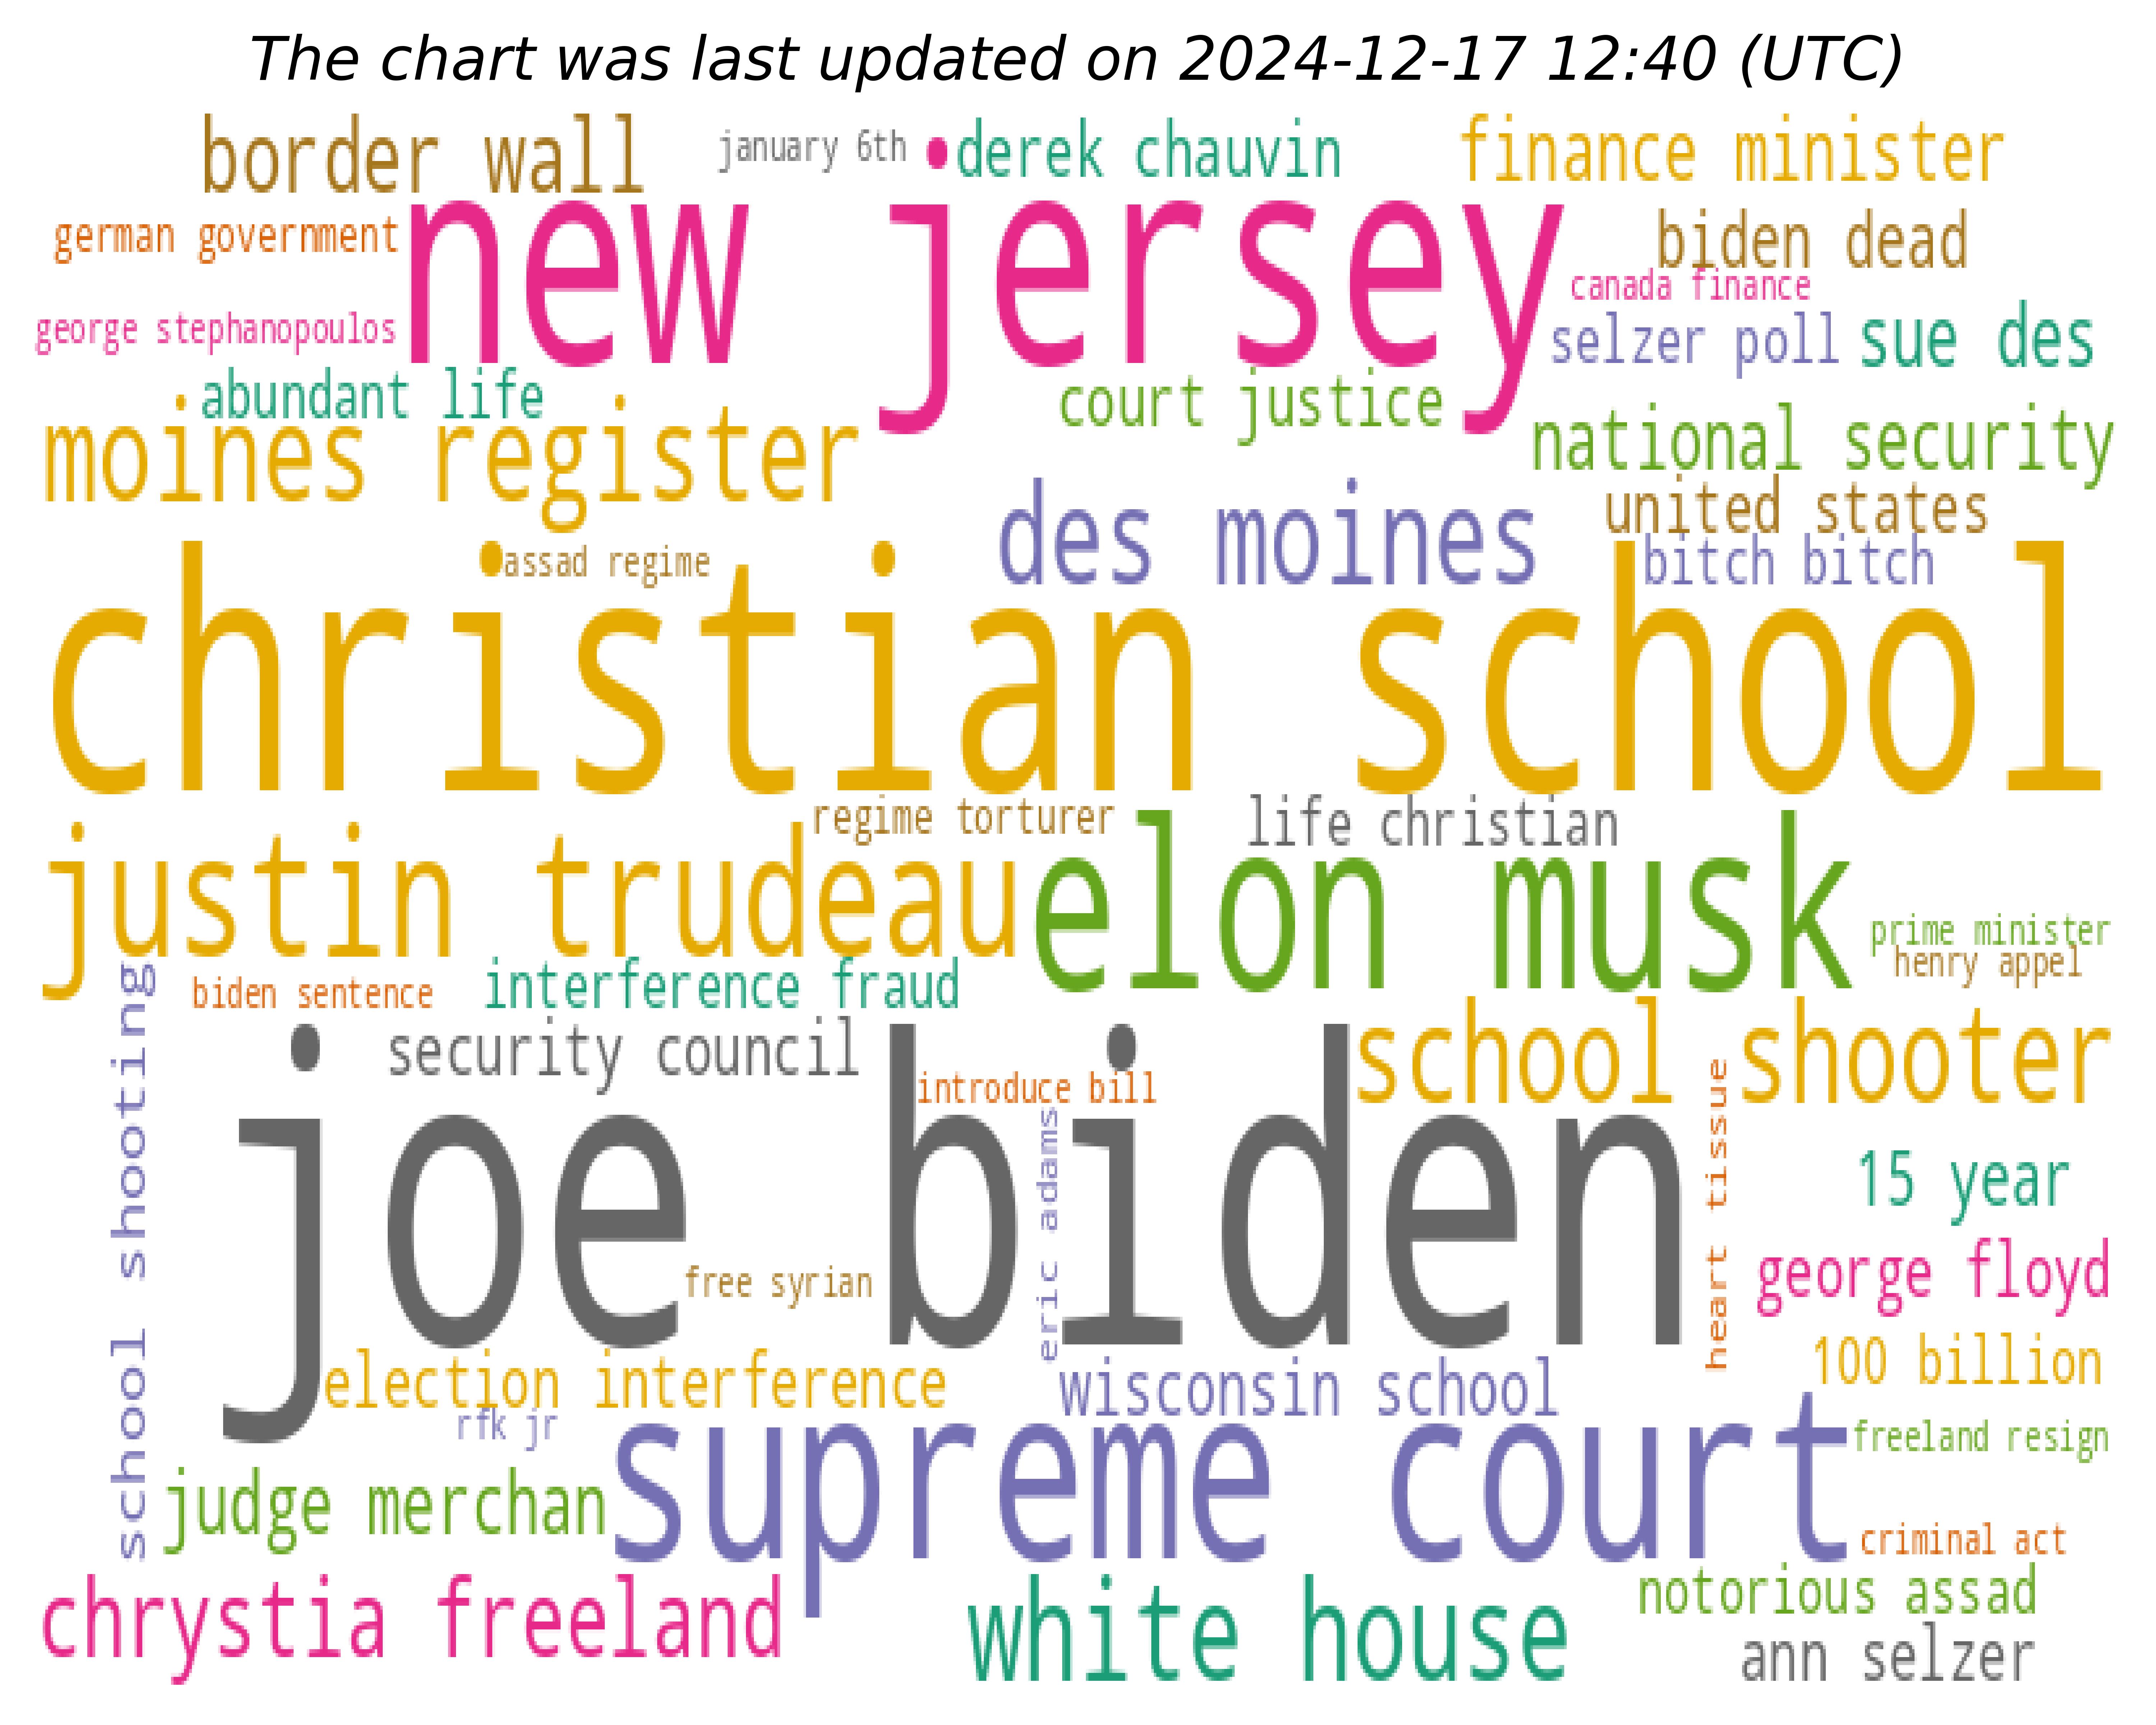 The chart was last updated on 2024-12-17 12:40 (UTC)
border wall
january 6th
derek chauvin
finance minister
german government
new jersey
biden dead
canada finance
george stephanopoulos
selzer poll
sue des
abundant life
court justice
moines register
national security
des moines
united states
assad regime
bitch bitch
christian school
regime torturer
life christian
justin trudeau
elon musk
prime minister
henry appel
biden sentence
interference fraud
school shooting
security council
school shooter
introduce bill
joe biden
eric adams
heart tissue
15 year
free syrian
george floyd
election interference
wisconsin school
100 billion
rfk jr
supreme court
freeland resign
judge merchan
criminal act
chrystia freeland
white house
notorious assad
ann selzer